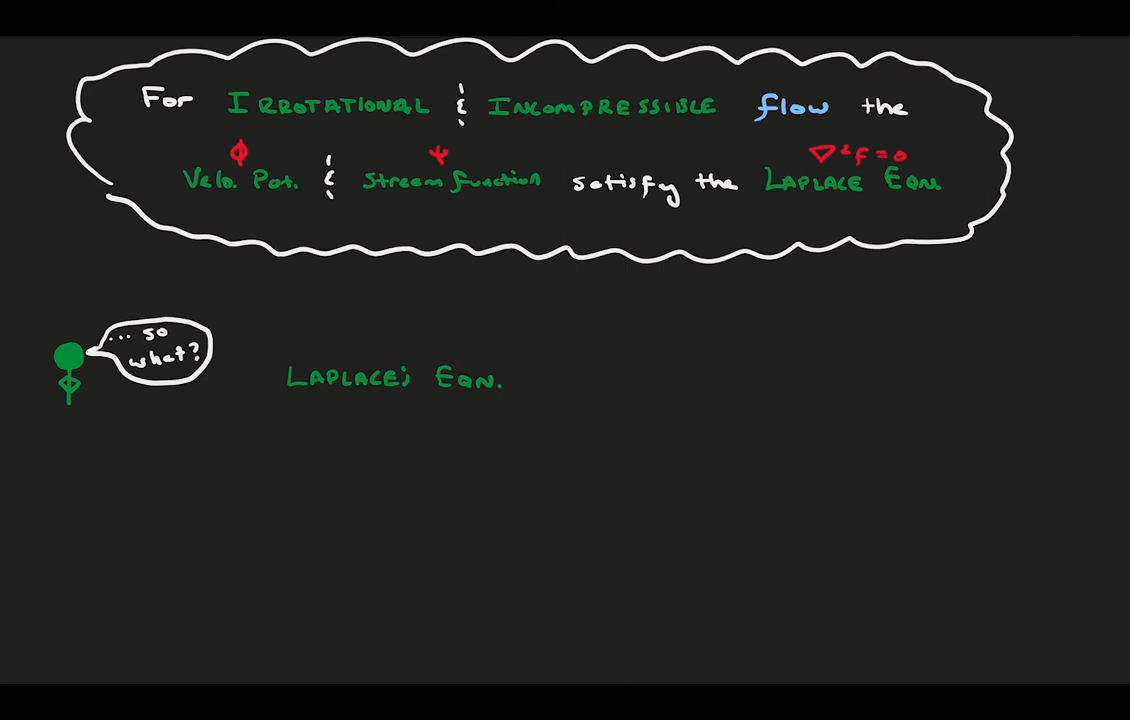 For IRROTATIONAL & INCOMPRESSIBLE flow the
ϕ ψ ∇²f=0
Velo. Pot. & Stream function satisfy the LAPLACE EQN.
... so
what?
LAPLACE; EQN.